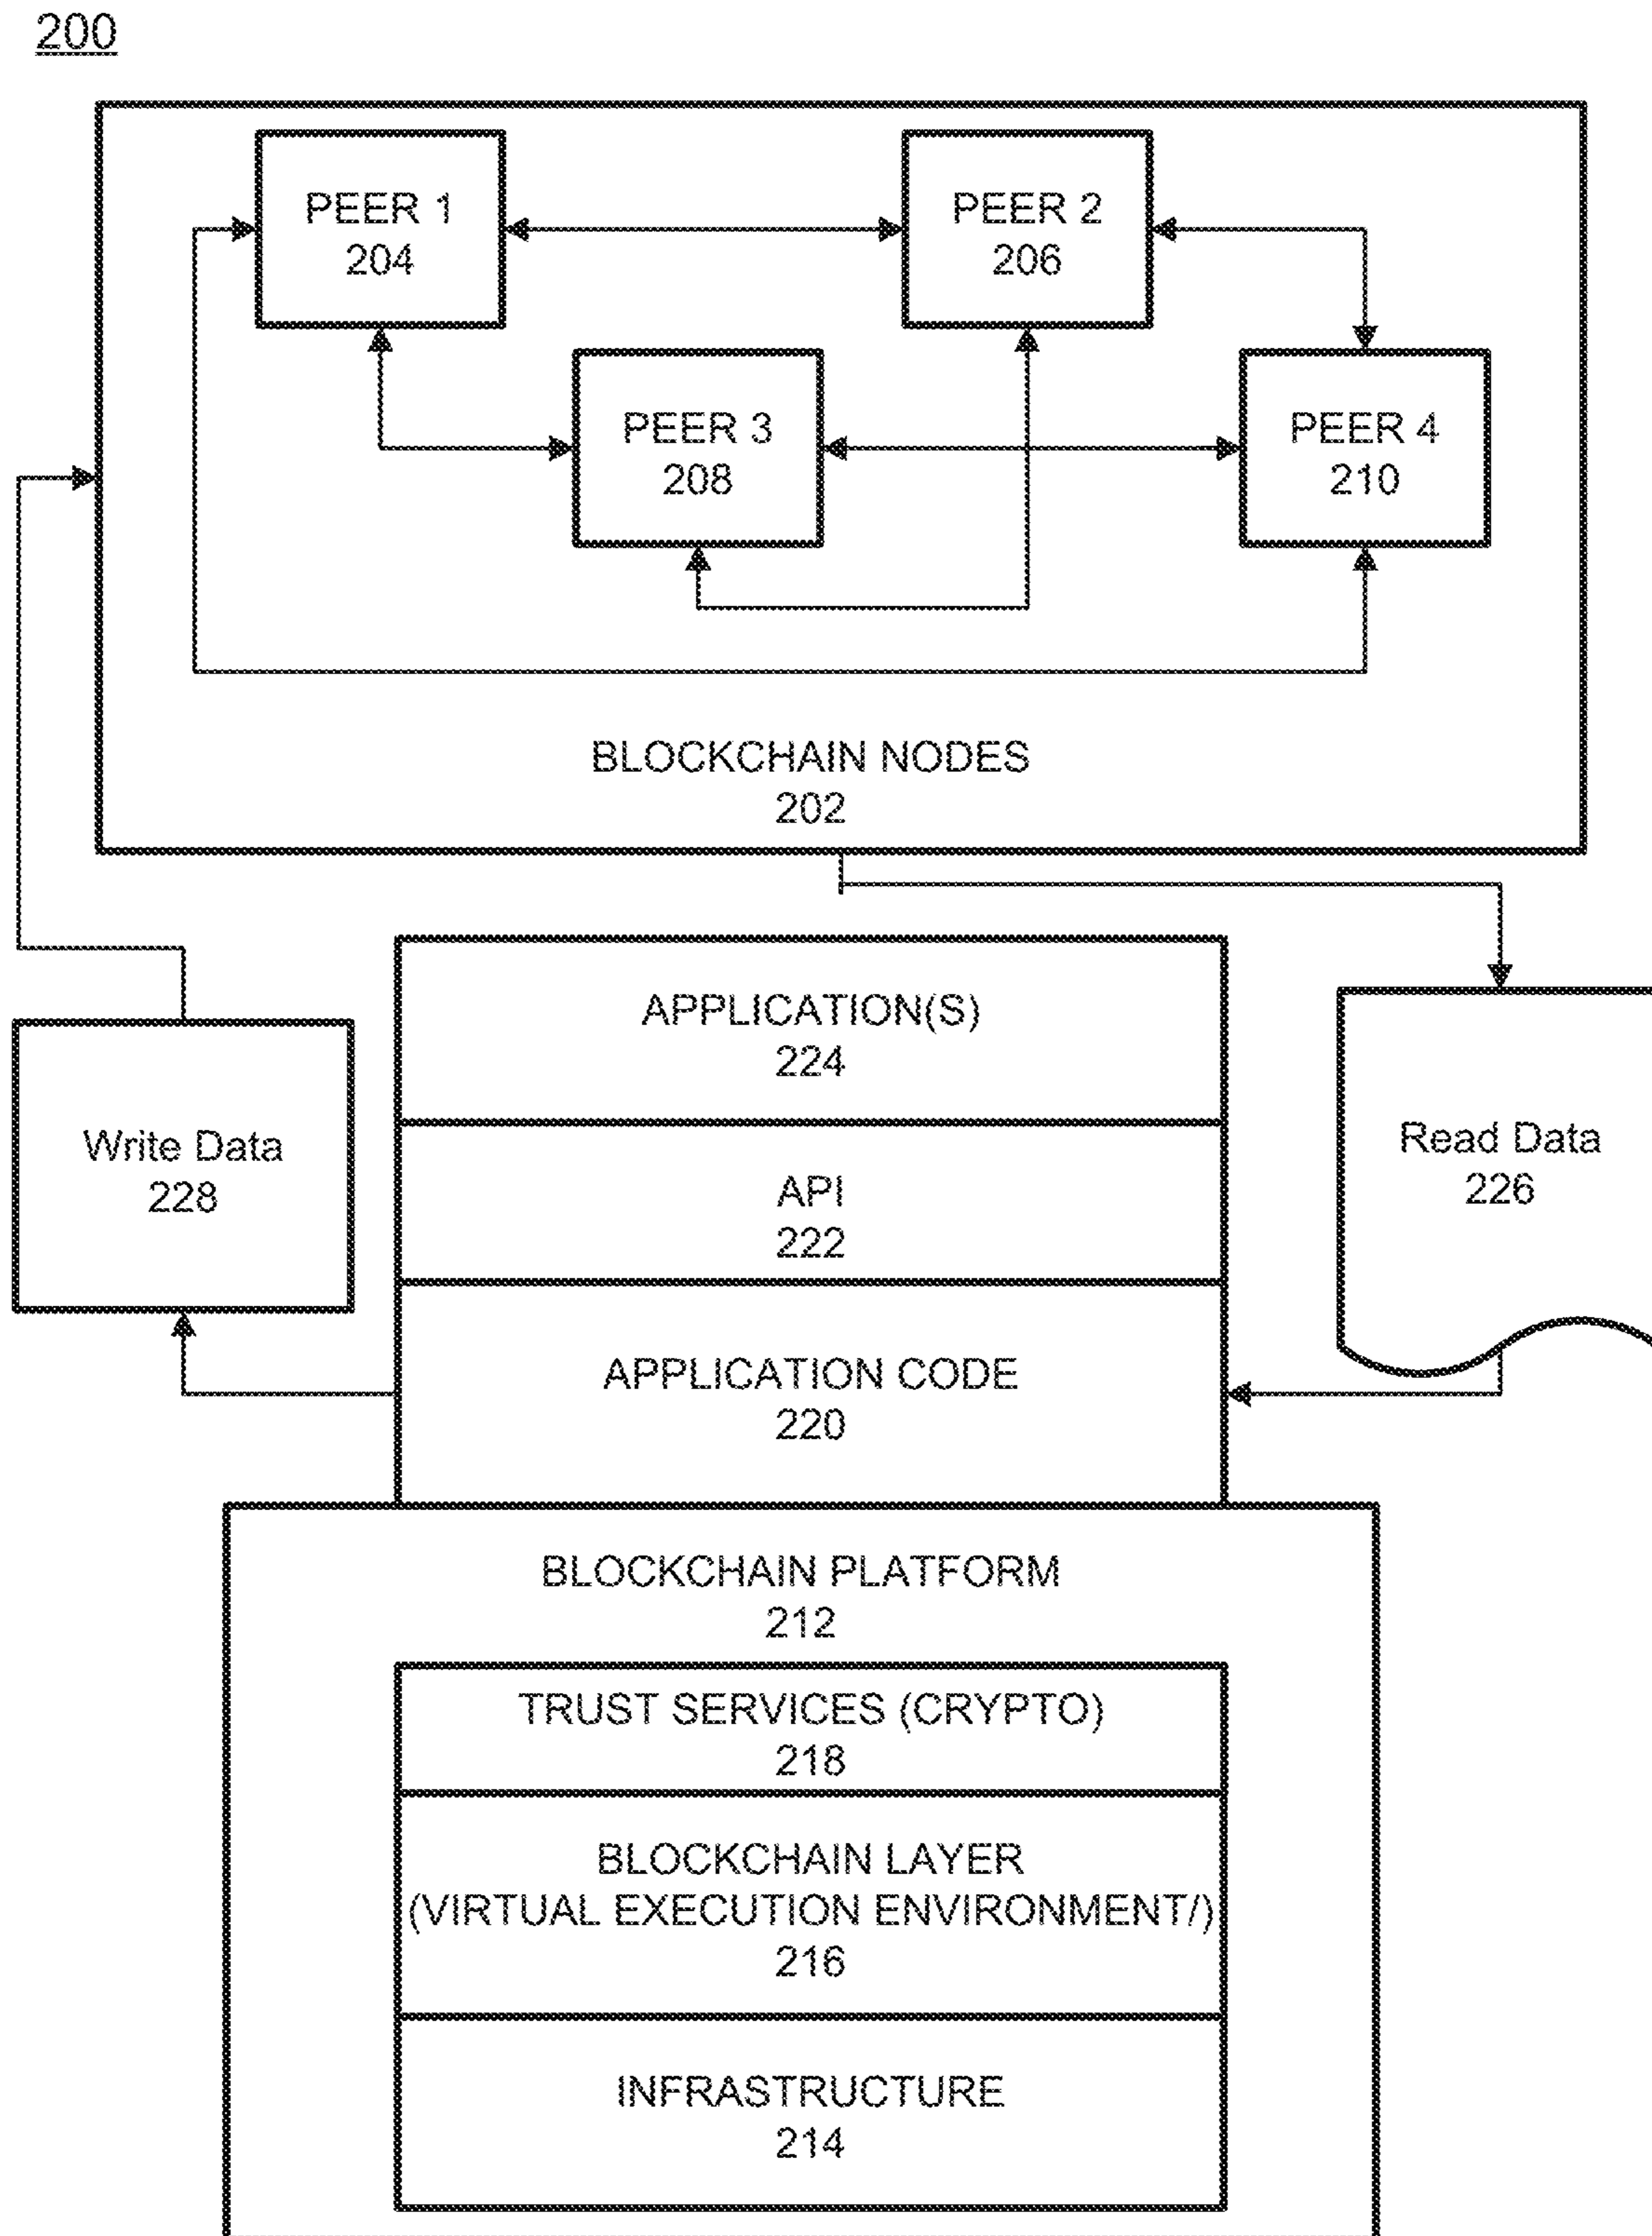 200
PEER 1
204
PEER 2
206
PEER 3
208
PEER 4
210
BLOCKCHAIN NODES
202
APPLICATION(S)
224
Write Data
228
API
222
Read Data
226
APPLICATION CODE
220
BLOCKCHAIN PLATFORM
212
TRUST SERVICES (CRYPTO)
218
BLOCKCHAIN LAYER
(VIRTUAL EXECUTION ENVIRONMENT/)
216
INFRASTRUCTURE
214